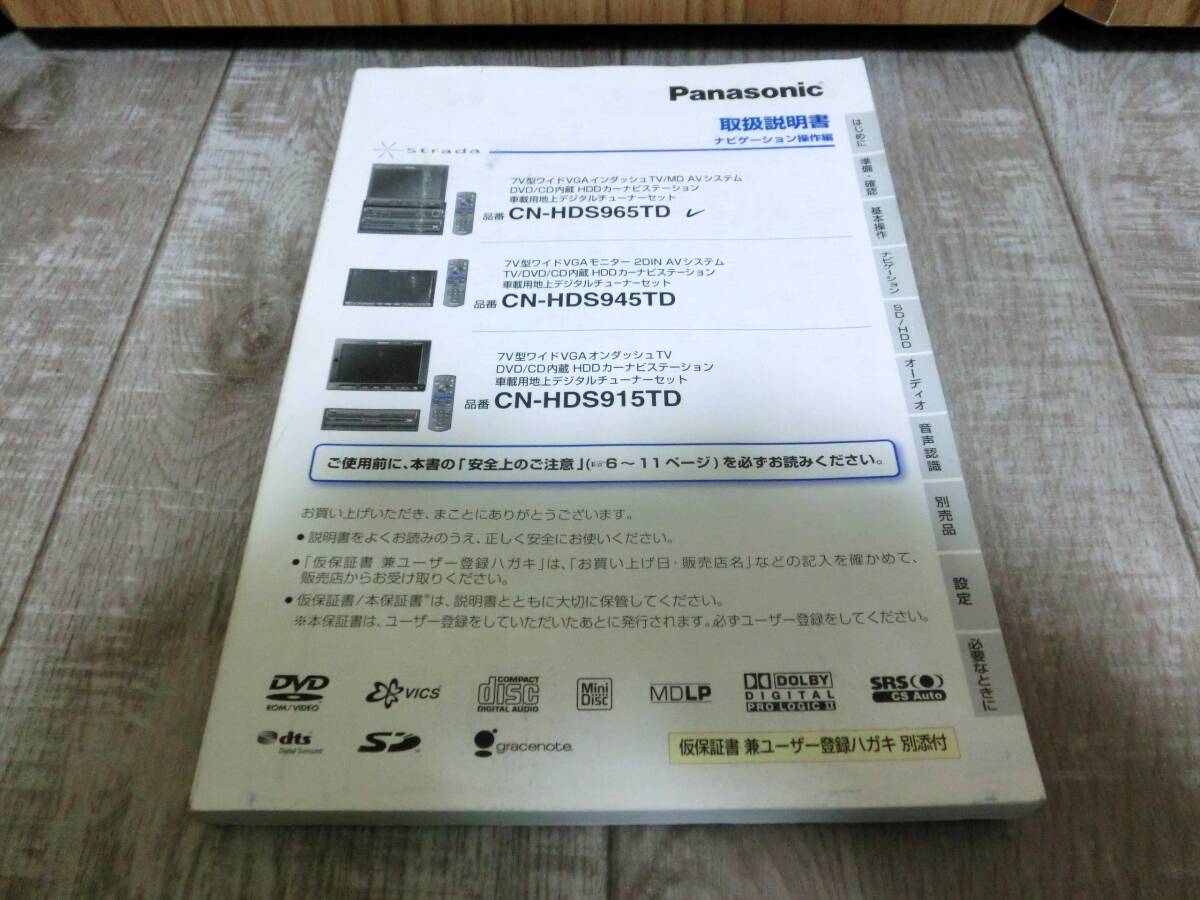 Panasonic
取扱説明書
ナビゲーション操作編
Strada
7V型ワイドVGAインダッシュTV/MD AVシステム
DVD/CD内蔵 HDDカーナビステーション
車載用地上デジタルチューナーセット
品番 CN-HDS965TD ✓
7V型ワイドVGAモニター 2DIN AVシステム
TV/DVD/CD内蔵 HDDカーナビステーション
車載用地上デジタルチューナーセット
品番 CN-HDS945TD
7V型ワイドVGAオンダッシュTV
DVD/CD内蔵 HDDカーナビステーション
車載用地上デジタルチューナーセット
品番 CN-HDS915TD
ご使用前に、本書の「安全上のご注意」(☞6～11ページ)を必ずお読みください。
お買い上げいただき、まことにありがとうございます。
●説明書をよくお読みのうえ、正しく安全にお使いください。
●「仮保証書 兼ユーザー登録ハガキ」は、「お買い上げ日・販売店名」などの記入を確かめて、
販売店からお受け取りください。
●仮保証書/本保証書※は、説明書とともに大切に保管してください。
※本保証書は、ユーザー登録をしていただいたあとに発行されます。必ずユーザー登録をしてください。
はじめに
準備・確認
基本操作
ナビゲーション
SD/HDD
オーディオ
音声認識
別売品
設定
必要なときに
DVD
ROM/VIDEO
VICS
COMPACT
disc
DIGITAL AUDIO
Mini
Disc
MDLP
DOLBY
DIGITAL
PRO LOGIC II
SRS
CS Auto
dts
Digital Surround
SD
gracenote
仮保証書 兼ユーザー登録ハガキ 別添付